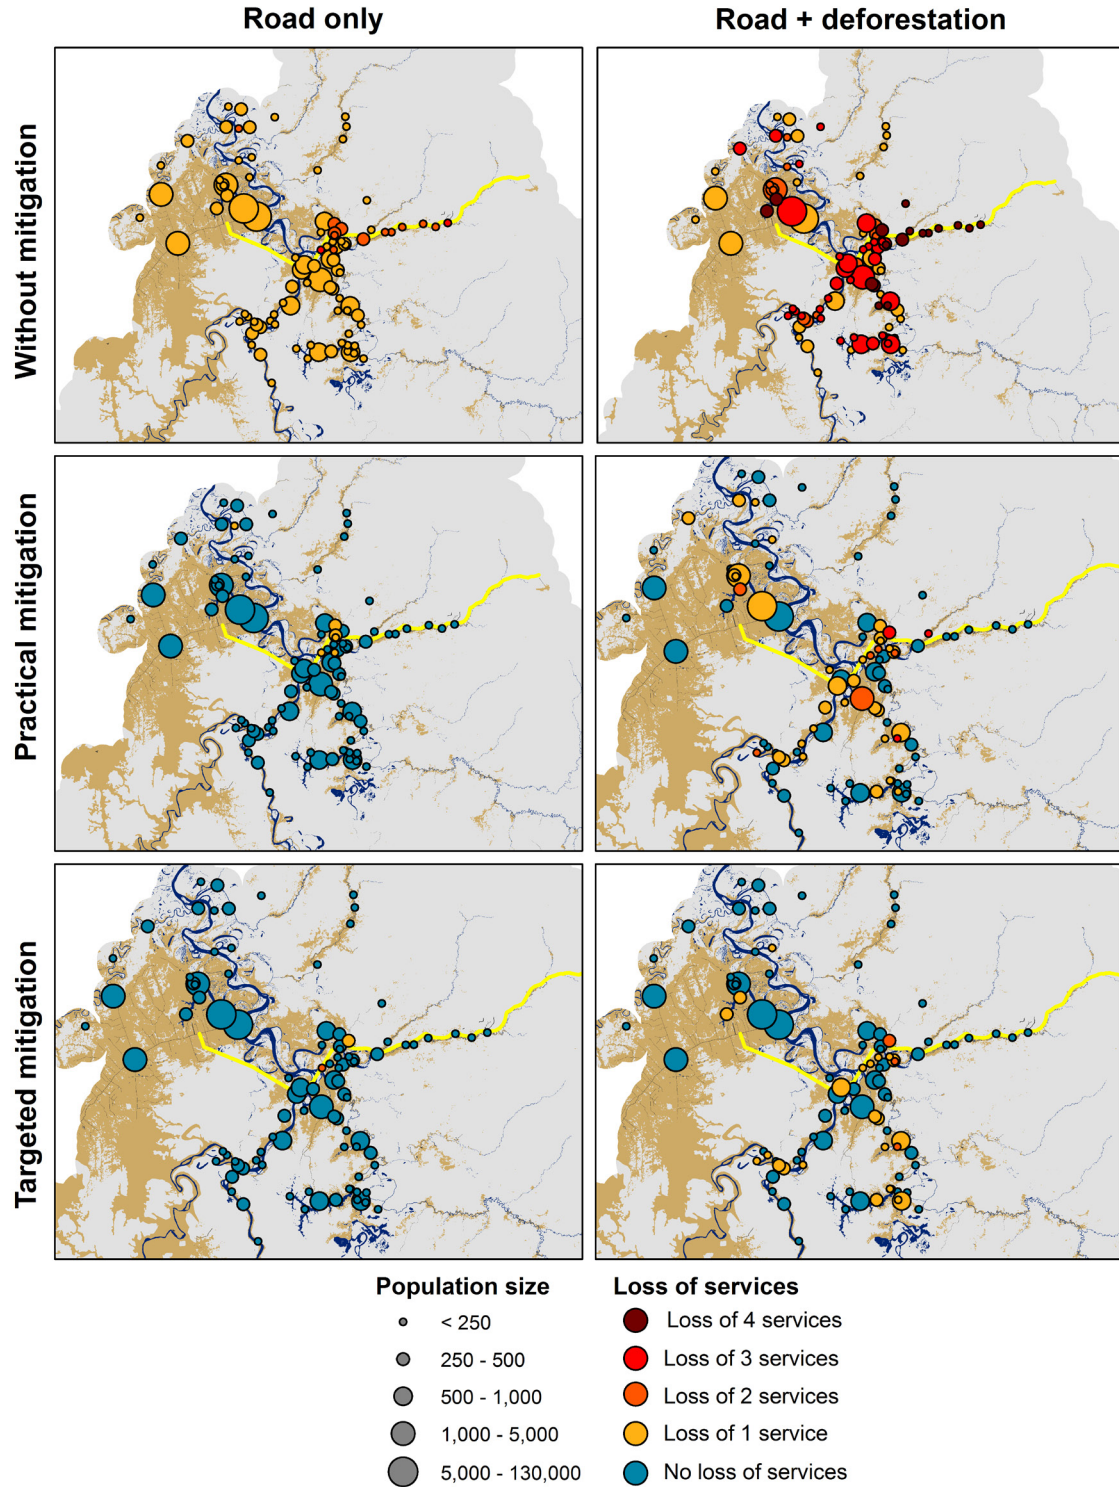 Road only
Road + deforestation
Without mitigation
Practical mitigation
Targeted mitigation
Population size
< 250
250 - 500
500 - 1,000
1,000 - 5,000
5,000 - 130,000
Loss of services
Loss of 4 services
Loss of 3 services
Loss of 2 services
Loss of 1 service
No loss of services